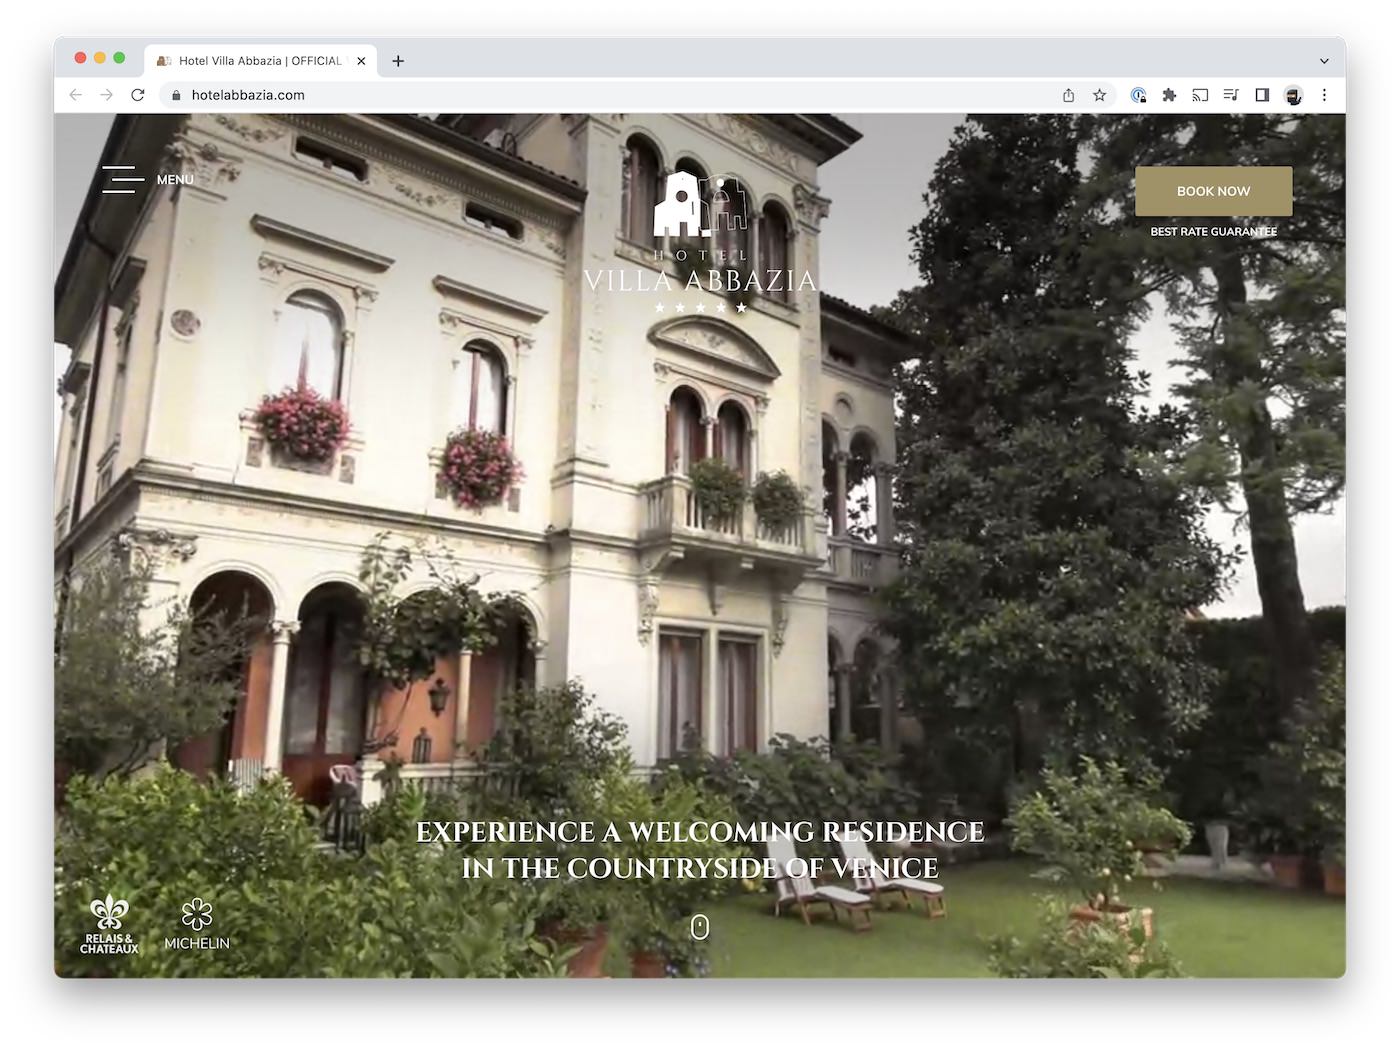 Hotel Villa Abbazia | OFFICIAL
hotelabbazia.com
MENU
BOOK NOW
BEST RATE GUARANTEE
HOTEL
VILLA ABBAZIA
EXPERIENCE A WELCOMING RESIDENCE
IN THE COUNTRYSIDE OF VENICE
RELAIS &
CHATEAUX
MICHELIN